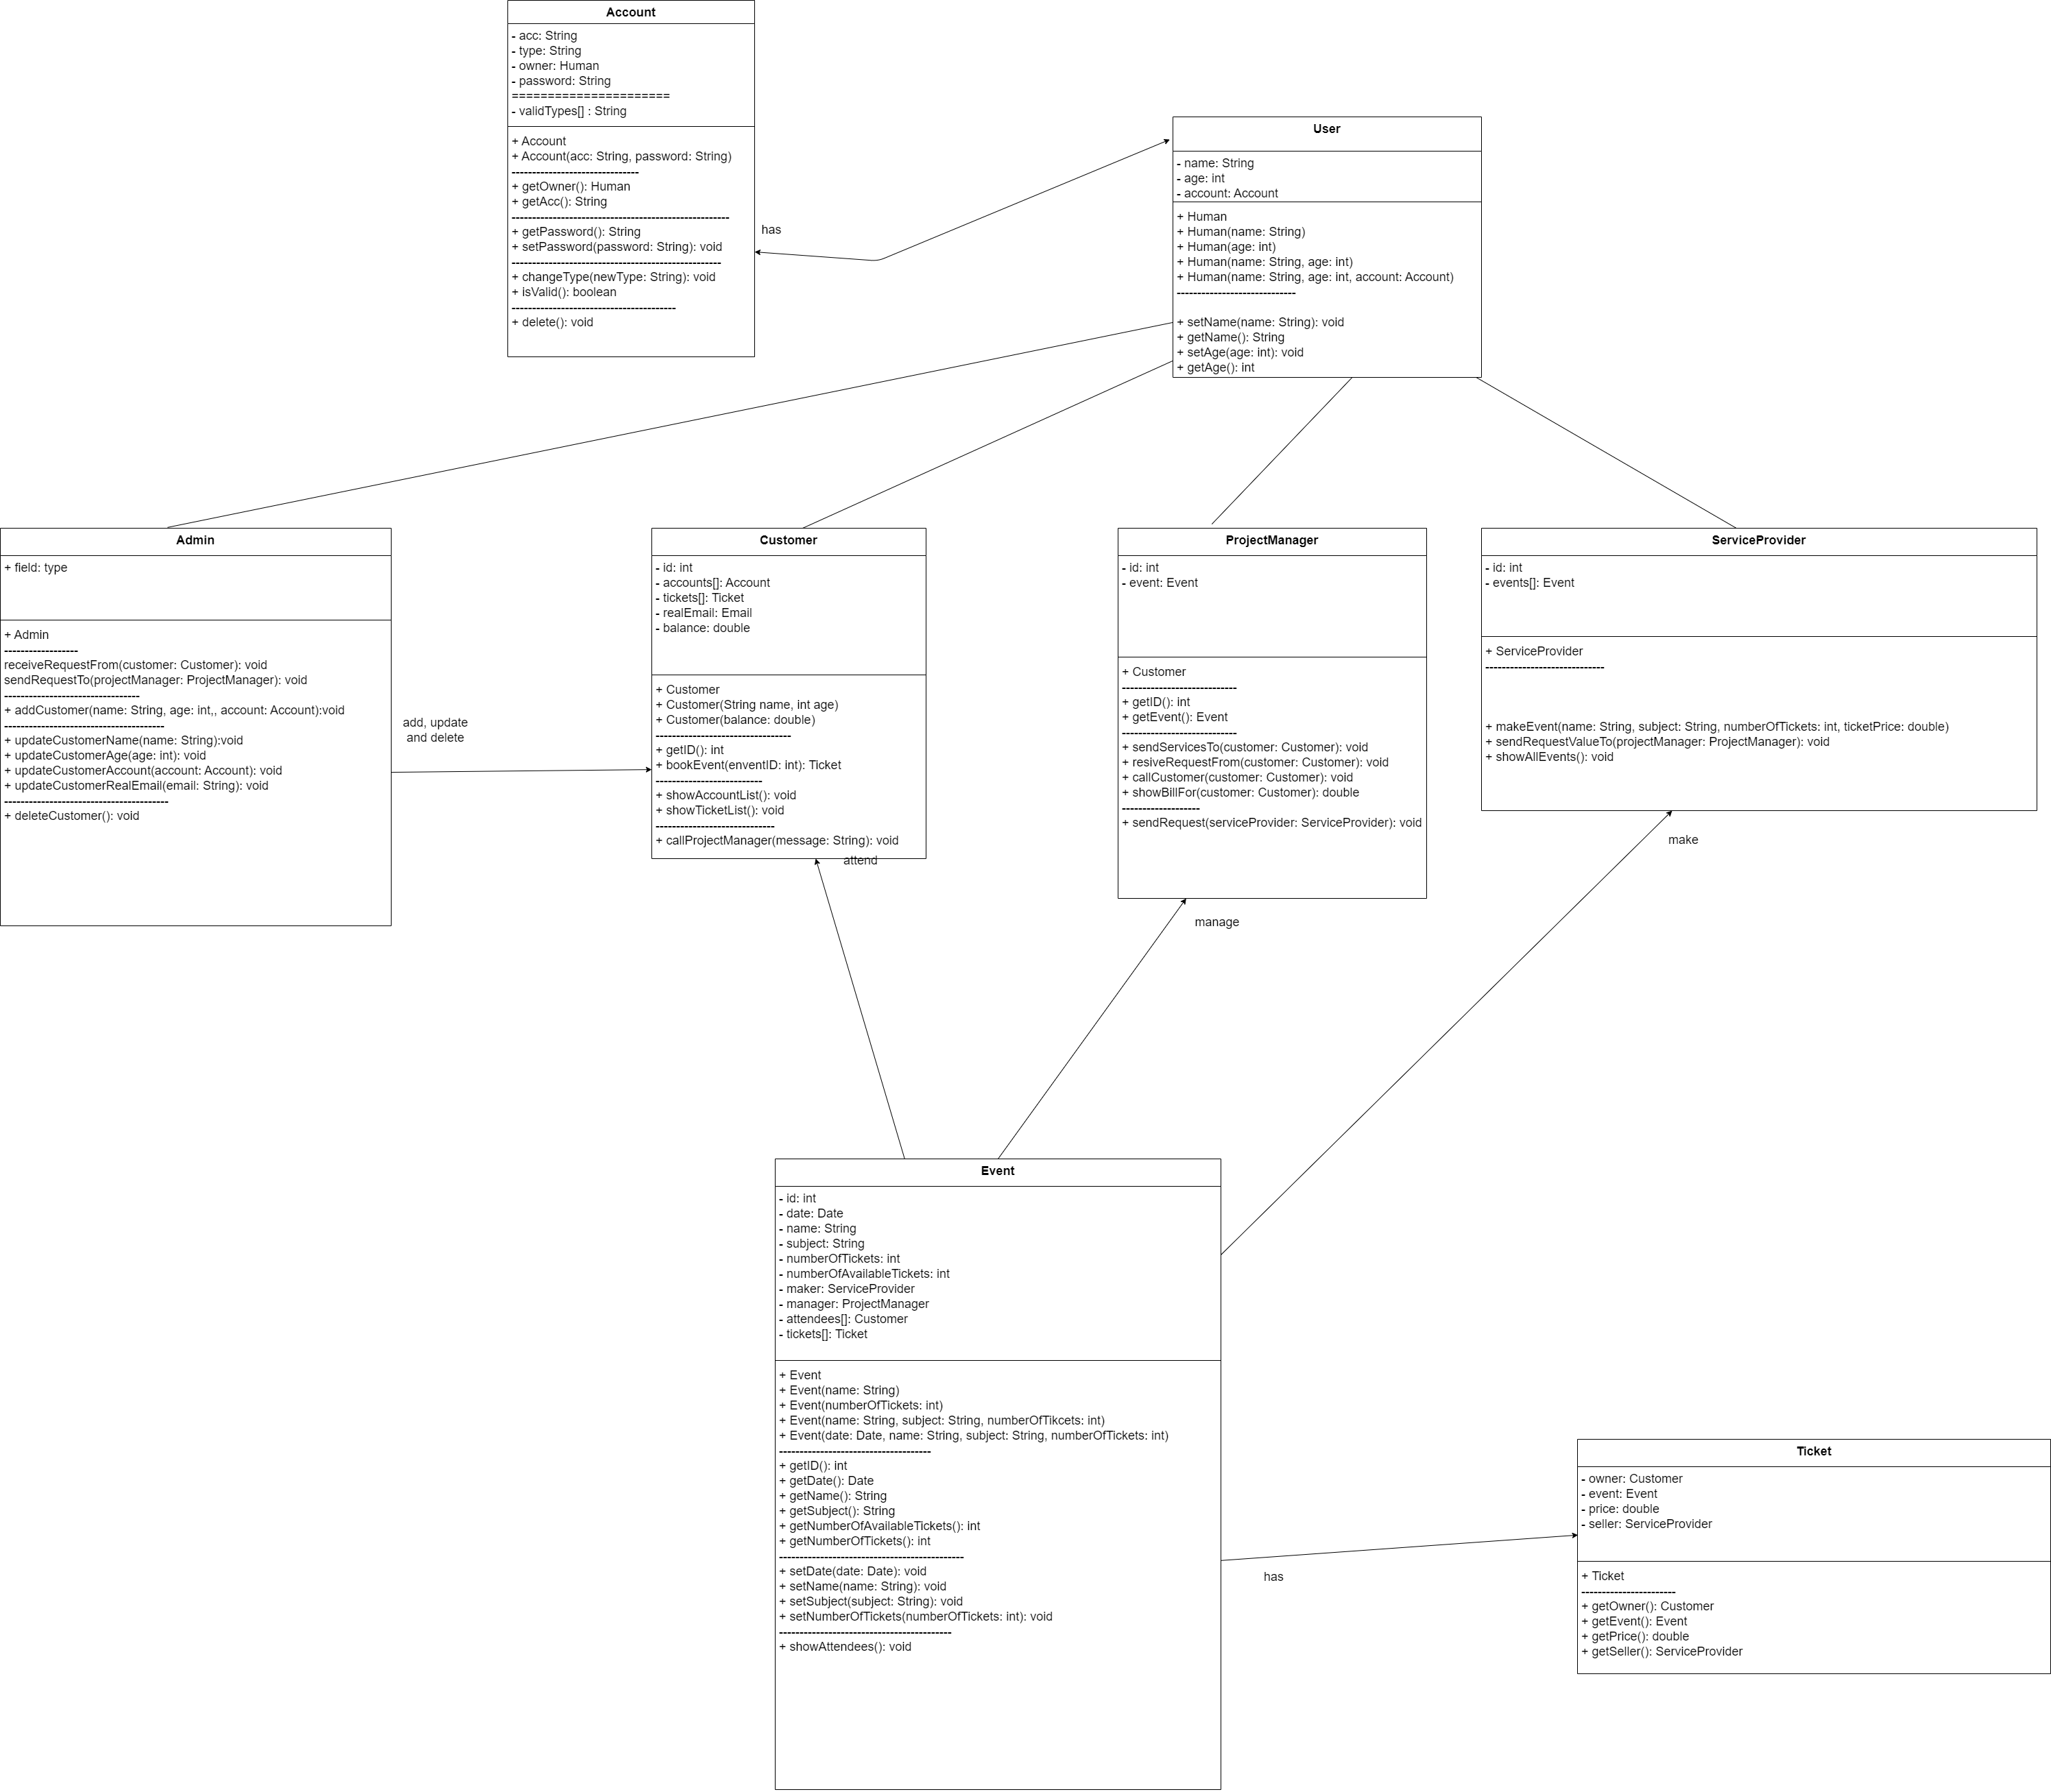 Account
- acc: String
- type: String
- owner: Human
- password: String
======================
- validTypes[] : String
+ Account
+ Account(acc: String, password: String)
-------------------------------
+ getOwner(): Human
+ getAcc(): String
-----------------------------------------------------
+ getPassword(): String
+ setPassword(password: String): void
---------------------------------------------------
+ changeType(newType: String): void
+ isValid(): boolean
----------------------------------------
+ delete(): void
has
User
- name: String
- age: int
- account: Account
+ Human
+ Human(name: String)
+ Human(age: int)
+ Human(name: String, age: int)
+ Human(name: String, age: int, account: Account)
-----------------------------
+ setName(name: String): void
+ getName(): String
+ setAge(age: int): void
+ getAge(): int
Admin
+ field: type
+ Admin
------------------
receiveRequestFrom(customer: Customer): void
sendRequestTo(projectManager: ProjectManager): void
---------------------------------
+ addCustomer(name: String, age: int,, account: Account):void
---------------------------------------
+ updateCustomerName(name: String):void
+ updateCustomerAge(age: int): void
+ updateCustomerAccount(account: Account): void
+ updateCustomerRealEmail(email: String): void
----------------------------------------
+ deleteCustomer(): void
add, update
and delete
Customer
- id: int
- accounts[]: Account
- tickets[]: Ticket
- realEmail: Email
- balance: double
+ Customer
+ Customer(String name, int age)
+ Customer(balance: double)
---------------------------------
+ getID(): int
+ bookEvent(enventID: int): Ticket
--------------------------
+ showAccountList(): void
+ showTicketList(): void
-----------------------------
+ callProjectManager(message: String): void
attend
ProjectManager
- id: int
- event: Event
+ Customer
----------------------------
+ getID(): int
+ getEvent(): Event
----------------------------
+ sendServicesTo(customer: Customer): void
+ resiveRequestFrom(customer: Customer): void
+ callCustomer(customer: Customer): void
+ showBillFor(customer: Customer): double
-------------------
+ sendRequest(serviceProvider: ServiceProvider): void
manage
ServiceProvider
- id: int
- events[]: Event
+ ServiceProvider
-----------------------------
+ makeEvent(name: String, subject: String, numberOfTickets: int, ticketPrice: double)
+ sendRequestValueTo(projectManager: ProjectManager): void
+ showAllEvents(): void
make
Event
- id: int
- date: Date
- name: String
- subject: String
- numberOfTickets: int
- numberOfAvailableTickets: int
- maker: ServiceProvider
- manager: ProjectManager
- attendees[]: Customer
- tickets[]: Ticket
+ Event
+ Event(name: String)
+ Event(numberOfTickets: int)
+ Event(name: String, subject: String, numberOfTikcets: int)
+ Event(date: Date, name: String, subject: String, numberOfTickets: int)
-------------------------------------
+ getID(): int
+ getDate(): Date
+ getName(): String
+ getSubject(): String
+ getNumberOfAvailableTickets(): int
+ getNumberOfTickets(): int
---------------------------------------------
+ setDate(date: Date): void
+ setName(name: String): void
+ setSubject(subject: String): void
+ setNumberOfTickets(numberOfTickets: int): void
------------------------------------------
+ showAttendees(): void
has
Ticket
- owner: Customer
- event: Event
- price: double
- seller: ServiceProvider
+ Ticket
-----------------------
+ getOwner(): Customer
+ getEvent(): Event
+ getPrice(): double
+ getSeller(): ServiceProvider